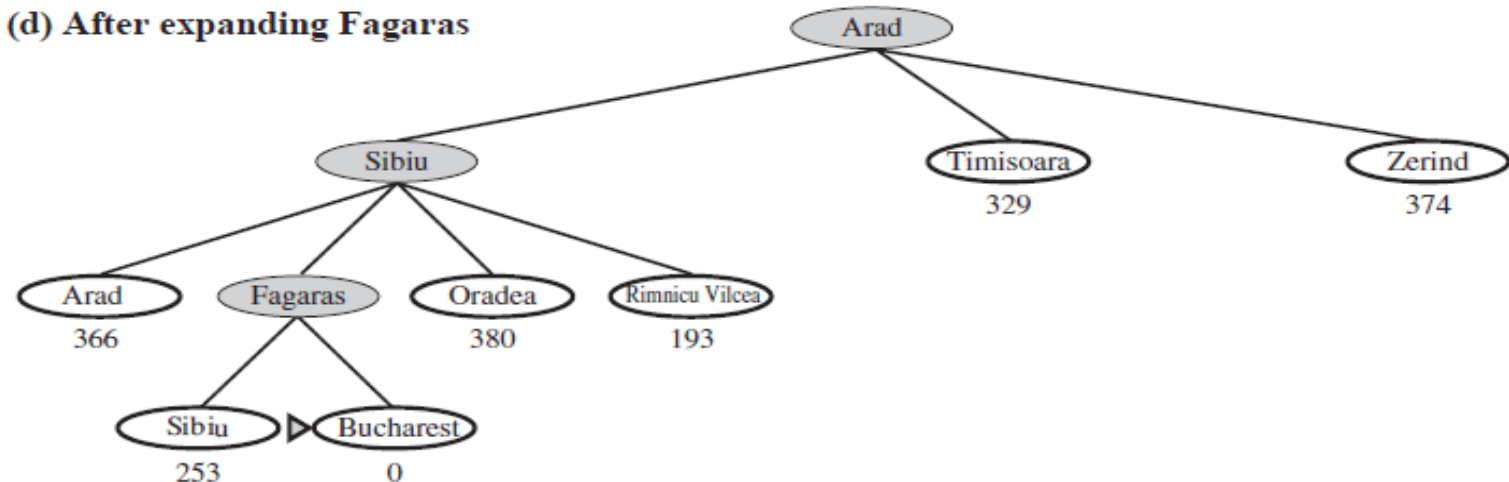 (d) After expanding Fagaras
Arad
Sibiu
Timisoara
Zerind
329
374
Arad
Fagaras
Oradea
Rimnicu Vilcea
366
380
193
Sibiu
Bucharest
253
0